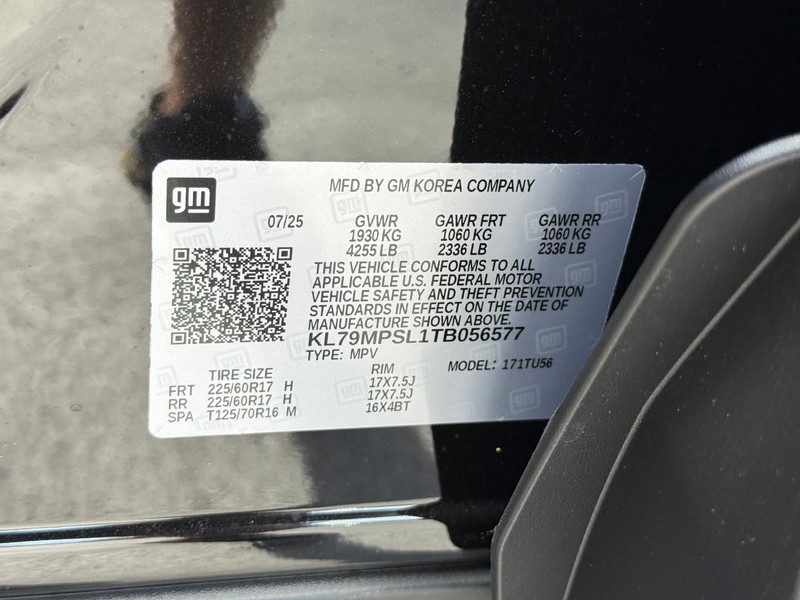 gm
MFD BY GM KOREA COMPANY
07/25 GVWR GAWR FRT GAWR RR
1930 KG 1060 KG 1060 KG
4255 LB 2336 LB 2336 LB
THIS VEHICLE CONFORMS TO ALL
APPLICABLE U.S. FEDERAL MOTOR
VEHICLE SAFETY AND THEFT PREVENTION
STANDARDS IN EFFECT ON THE DATE OF
MANUFACTURE SHOWN ABOVE.
KL79MPSL1TB056577
TYPE: MPV MODEL: 171TU56
TIRE SIZE RIM
FRT 225/60R17 H 17X7.5J
RR 225/60R17 H 17X7.5J
SPA T125/70R16 M 16X4BT